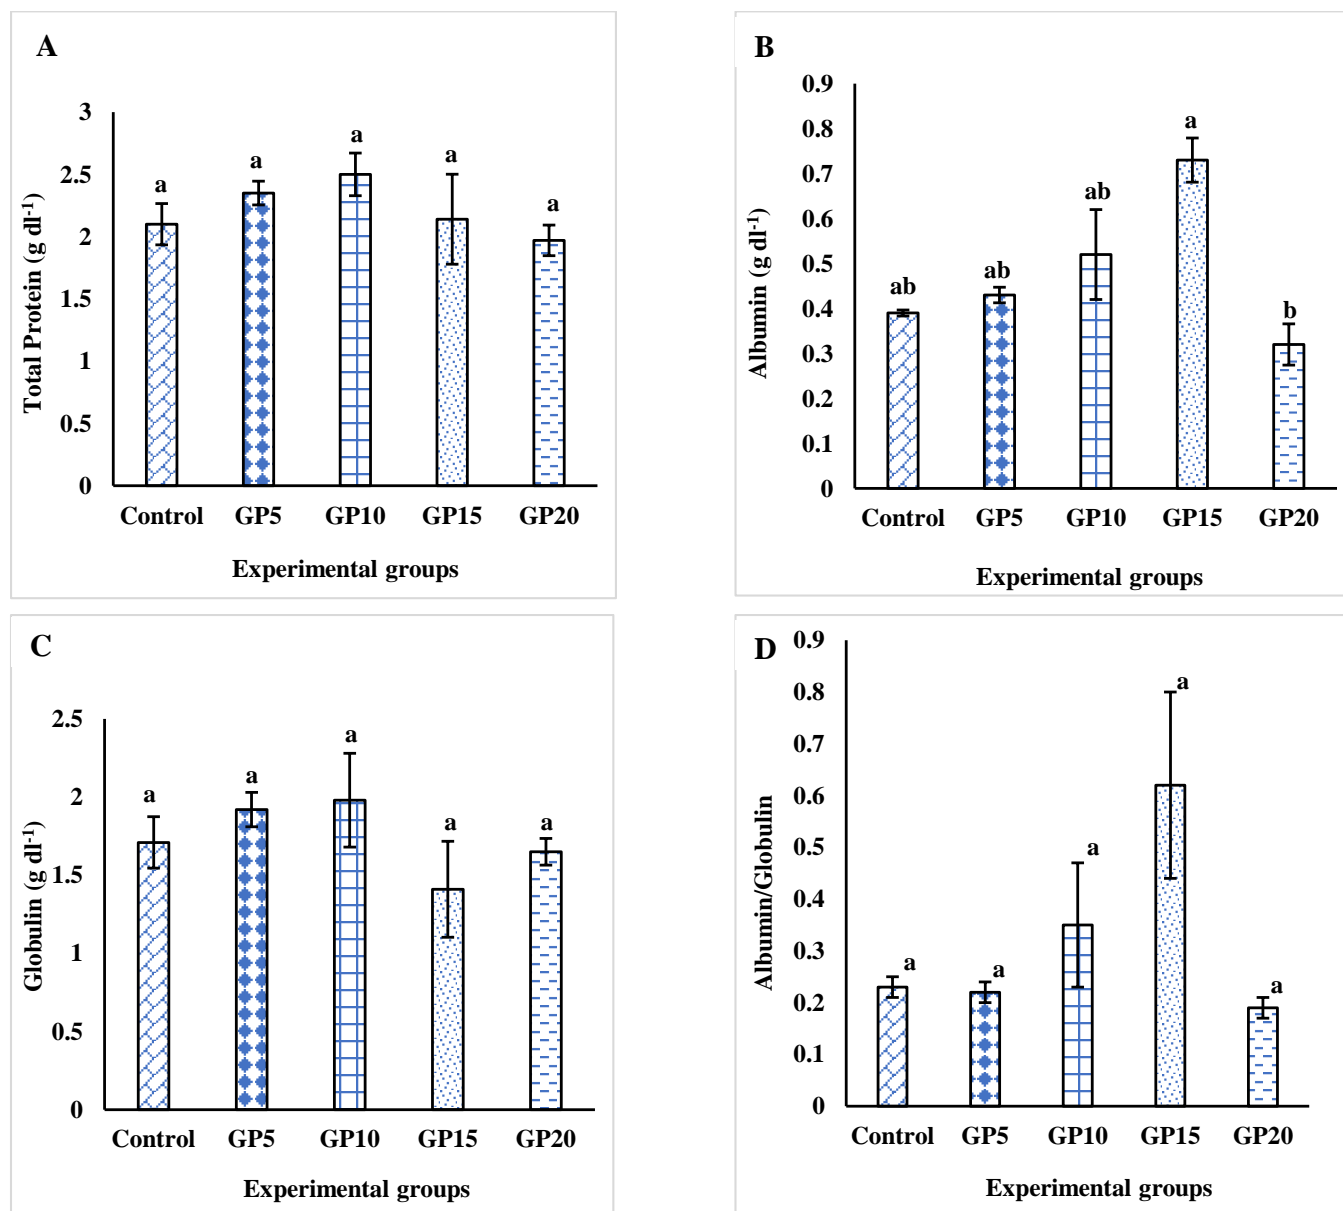 A
Total Protein (g dl⁻¹)
3
2.5
2
1.5
1
0.5
0
a a a a a
Control GP5 GP10 GP15 GP20
Experimental groups
B
Albumin (g dl⁻¹)
0.9
0.8
0.7
0.6
0.5
0.4
0.3
0.2
0.1
0
ab ab ab a b
Control GP5 GP10 GP15 GP20
Experimental groups
C
Globulin (g dl⁻¹)
2.5
2
1.5
1
0.5
0
a a a a a
Control GP5 GP10 GP15 GP20
Experimental groups
D
Albumin/Globulin
0.9
0.8
0.7
0.6
0.5
0.4
0.3
0.2
0.1
0
a a a a a
Control GP5 GP10 GP15 GP20
Experimental groups